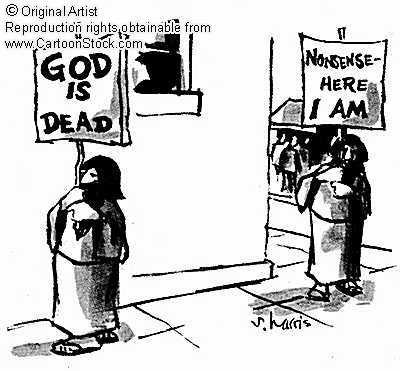 © Original Artist
Reproduction rights obtainable from
www.CartoonStock.com
GOD
IS
DEAD
NONSENSE-
HERE
I AM
S. harris